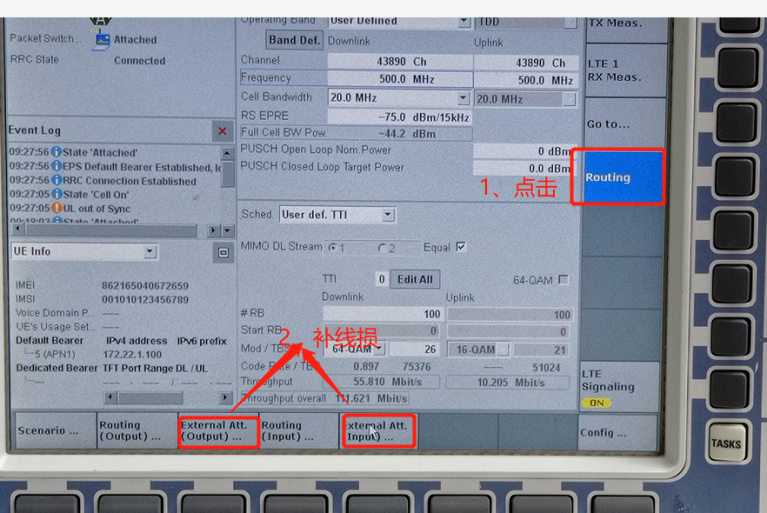 Operating Band User Defined TDD
TX Meas.
Packet Switch... Attached
RRC State Connected
Band Def. Downlink Uplink
Channel 43890 Ch 43890 Ch
Frequency 500.0 MHz 500.0 MHz
Cell Bandwidth 20.0 MHz 20.0 MHz
RS EPRE -75.0 dBm/15kHz
Full Cell BW Pow. -44.2 dBm
PUSCH Open Loop Nom.Power 0 dBm
PUSCH Closed Loop Target Power 0.0 dBm
LTE 1
RX Meas.
Go to...
Routing
1、点击
Event Log
09:27:56 State 'Attached'
09:27:56 EPS Default Bearer Established,
09:27:56 RRC Connection Established
09:27:05 State 'Cell On'
09:27:05 UL out of Sync
State 'Attached'
Sched. User def. TTI
MIMO DL Stream 1 2 Equal
UE Info
TTI 0 Edit All 64-QAM
Downlink Uplink
# RB 100 100
Start RB 0 0
Mod / TBS 64-QAM 26 16-QAM 21
Code Rate / TB 0.897 75376 --- 51024
Throughput 55.810 Mbit/s 10.205 Mbit/s
Throughput overall 111.621 Mbit/s
2、补线损
IMEI 862165040672659
IMSI 001010123456789
Voice Domain P... ---
UE's Usage Set... ---
Default Bearer IPv4 address IPv6 prefix
5 (APN1) 172.22.1.100
Dedicated Bearer TFT Port Range DL / UL
LTE
Signaling
ON
Scenario ...
Routing
(Output) ...
External Att.
(Output) ...
Routing
(Input) ...
External Att.
(Input) ...
Config ...
TASKS